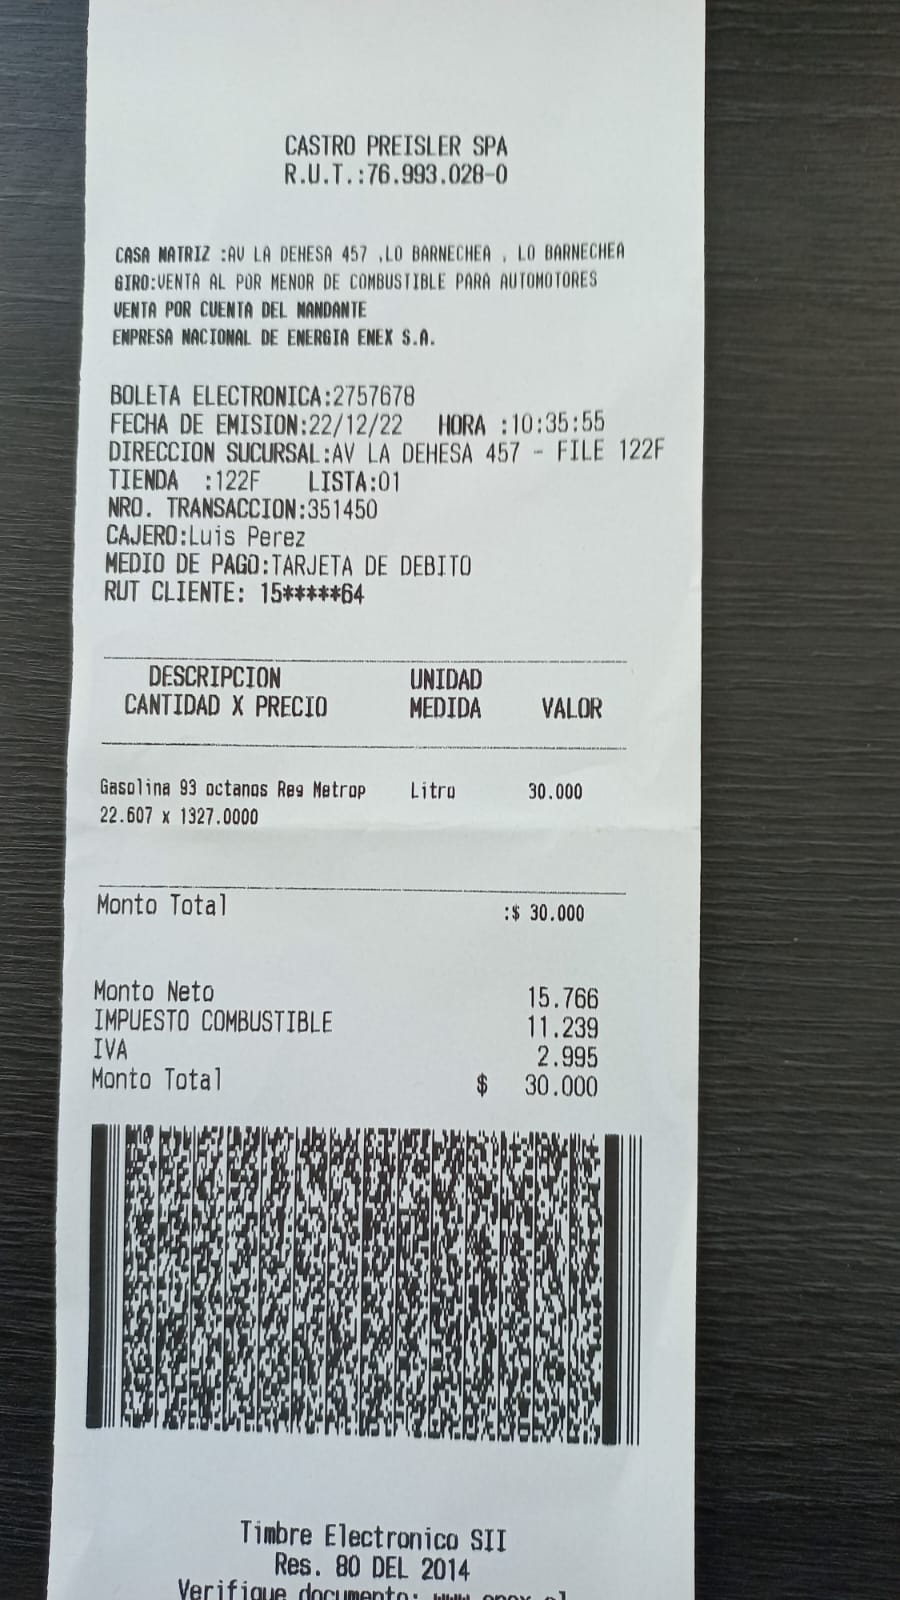 CASTRO PREISLER SPA
R.U.T.:76.993.028-0
CASA MATRIZ :AV LA DEHESA 457 ,LO BARNECHEA , LO BARNECHEA
GIRO:VENTA AL POR MENOR DE COMBUSTIBLE PARA AUTOMOTORES
VENTA POR CUENTA DEL MANDANTE
EMPRESA NACIONAL DE ENERGIA ENEX S.A.
BOLETA ELECTRONICA:2757678
FECHA DE EMISION:22/12/22 HORA :10:35:55
DIRECCION SUCURSAL:AV LA DEHESA 457 - FILE 122F
TIENDA :122F LISTA:01
NRO. TRANSACCION:351450
CAJERO:Luis Perez
MEDIO DE PAGO:TARJETA DE DEBITO
RUT CLIENTE: 15*****64
DESCRIPCION UNIDAD
CANTIDAD X PRECIO MEDIDA VALOR
Gasolina 93 octanos Reg Metrop Litro 30.000
22.607 x 1327.0000
Monto Total :$ 30.000
Monto Neto 15.766
IMPUESTO COMBUSTIBLE 11.239
IVA 2.995
Monto Total $ 30.000
Timbre Electronico SII
Res. 80 DEL 2014
Verifique documento: